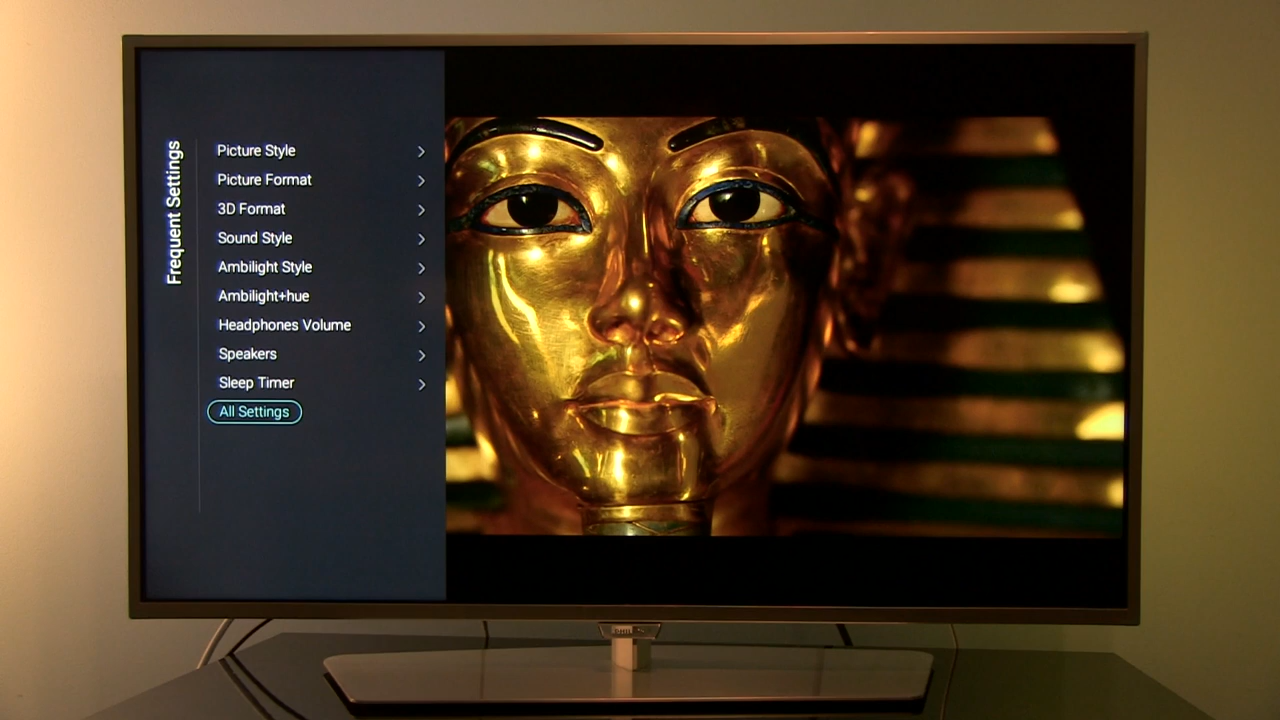 Frequent Settings
Picture Style
Picture Format
3D Format
Sound Style
Ambilight Style
Ambilight+hue
Headphones Volume
Speakers
Sleep Timer
All Settings